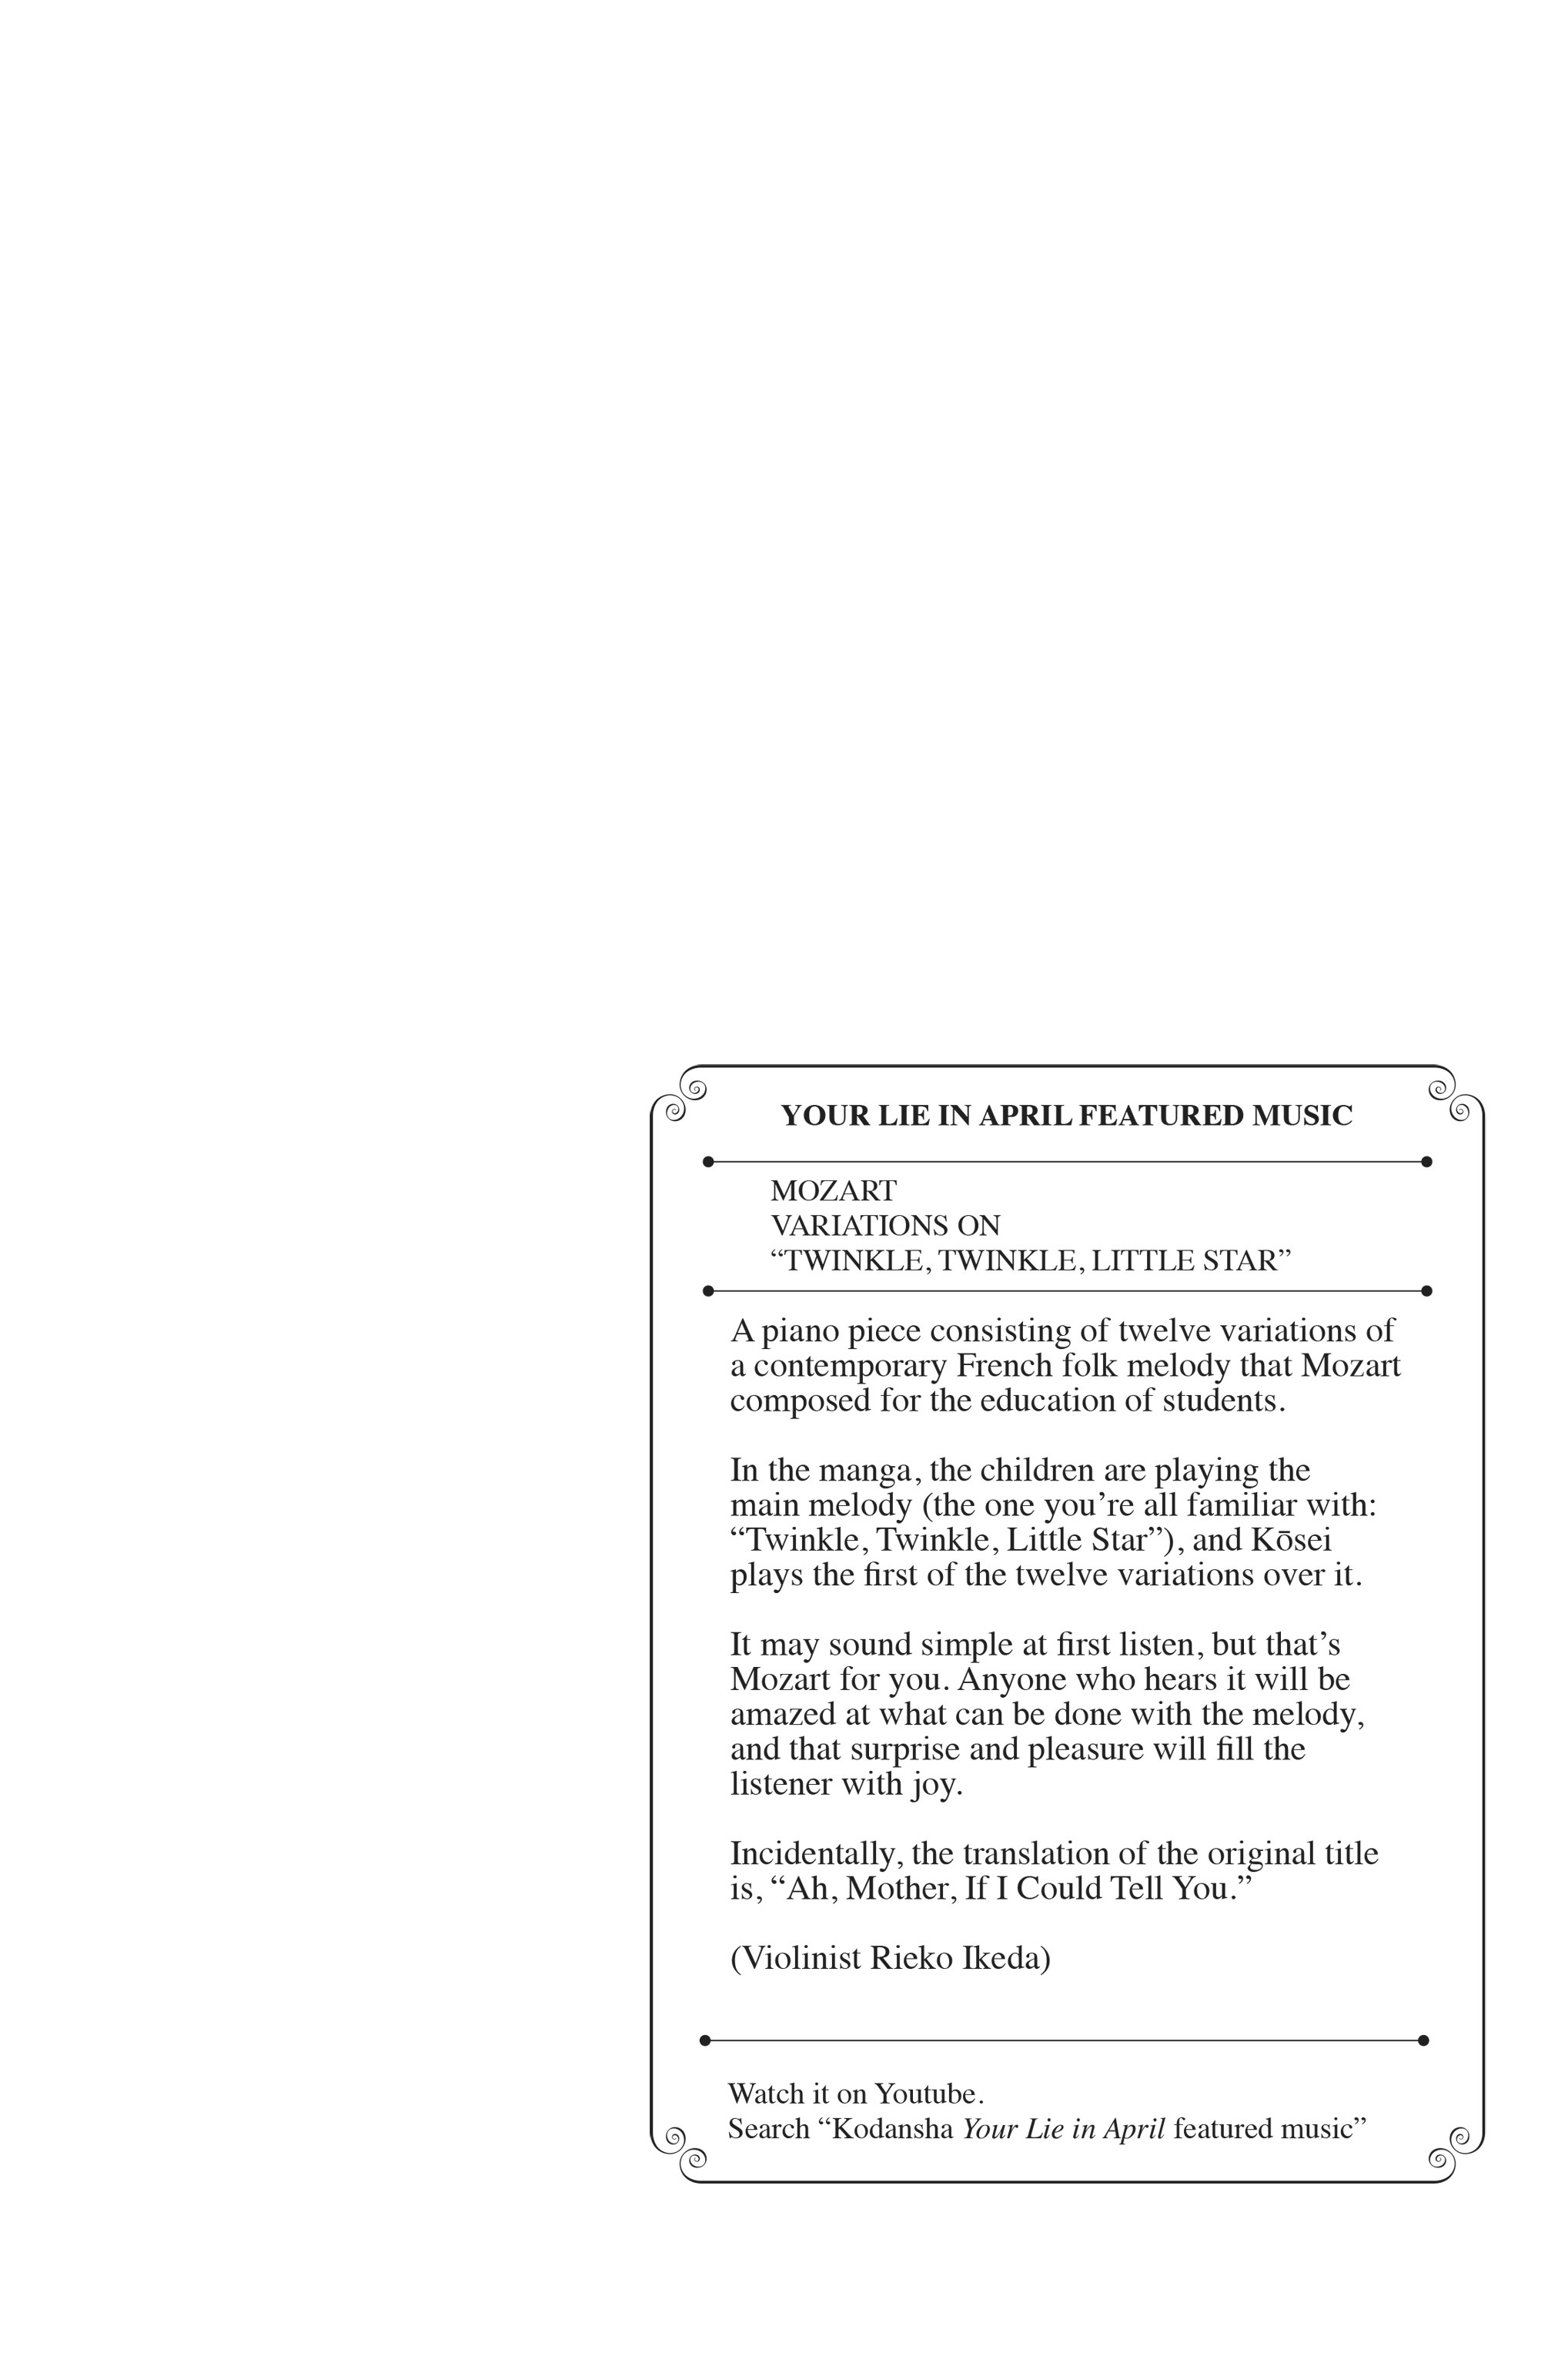 YOUR LIE IN APRIL FEATURED MUSIC
MOZART
VARIATIONS ON
“TWINKLE, TWINKLE, LITTLE STAR”
A piano piece consisting of twelve variations of
a contemporary French folk melody that Mozart
composed for the education of students.
In the manga, the children are playing the
main melody (the one you’re all familiar with:
“Twinkle, Twinkle, Little Star”), and Kōsei
plays the first of the twelve variations over it.
It may sound simple at first listen, but that’s
Mozart for you. Anyone who hears it will be
amazed at what can be done with the melody,
and that surprise and pleasure will fill the
listener with joy.
Incidentally, the translation of the original title
is, “Ah, Mother, If I Could Tell You.”
(Violinist Rieko Ikeda)
Watch it on Youtube.
Search “Kodansha Your Lie in April featured music”